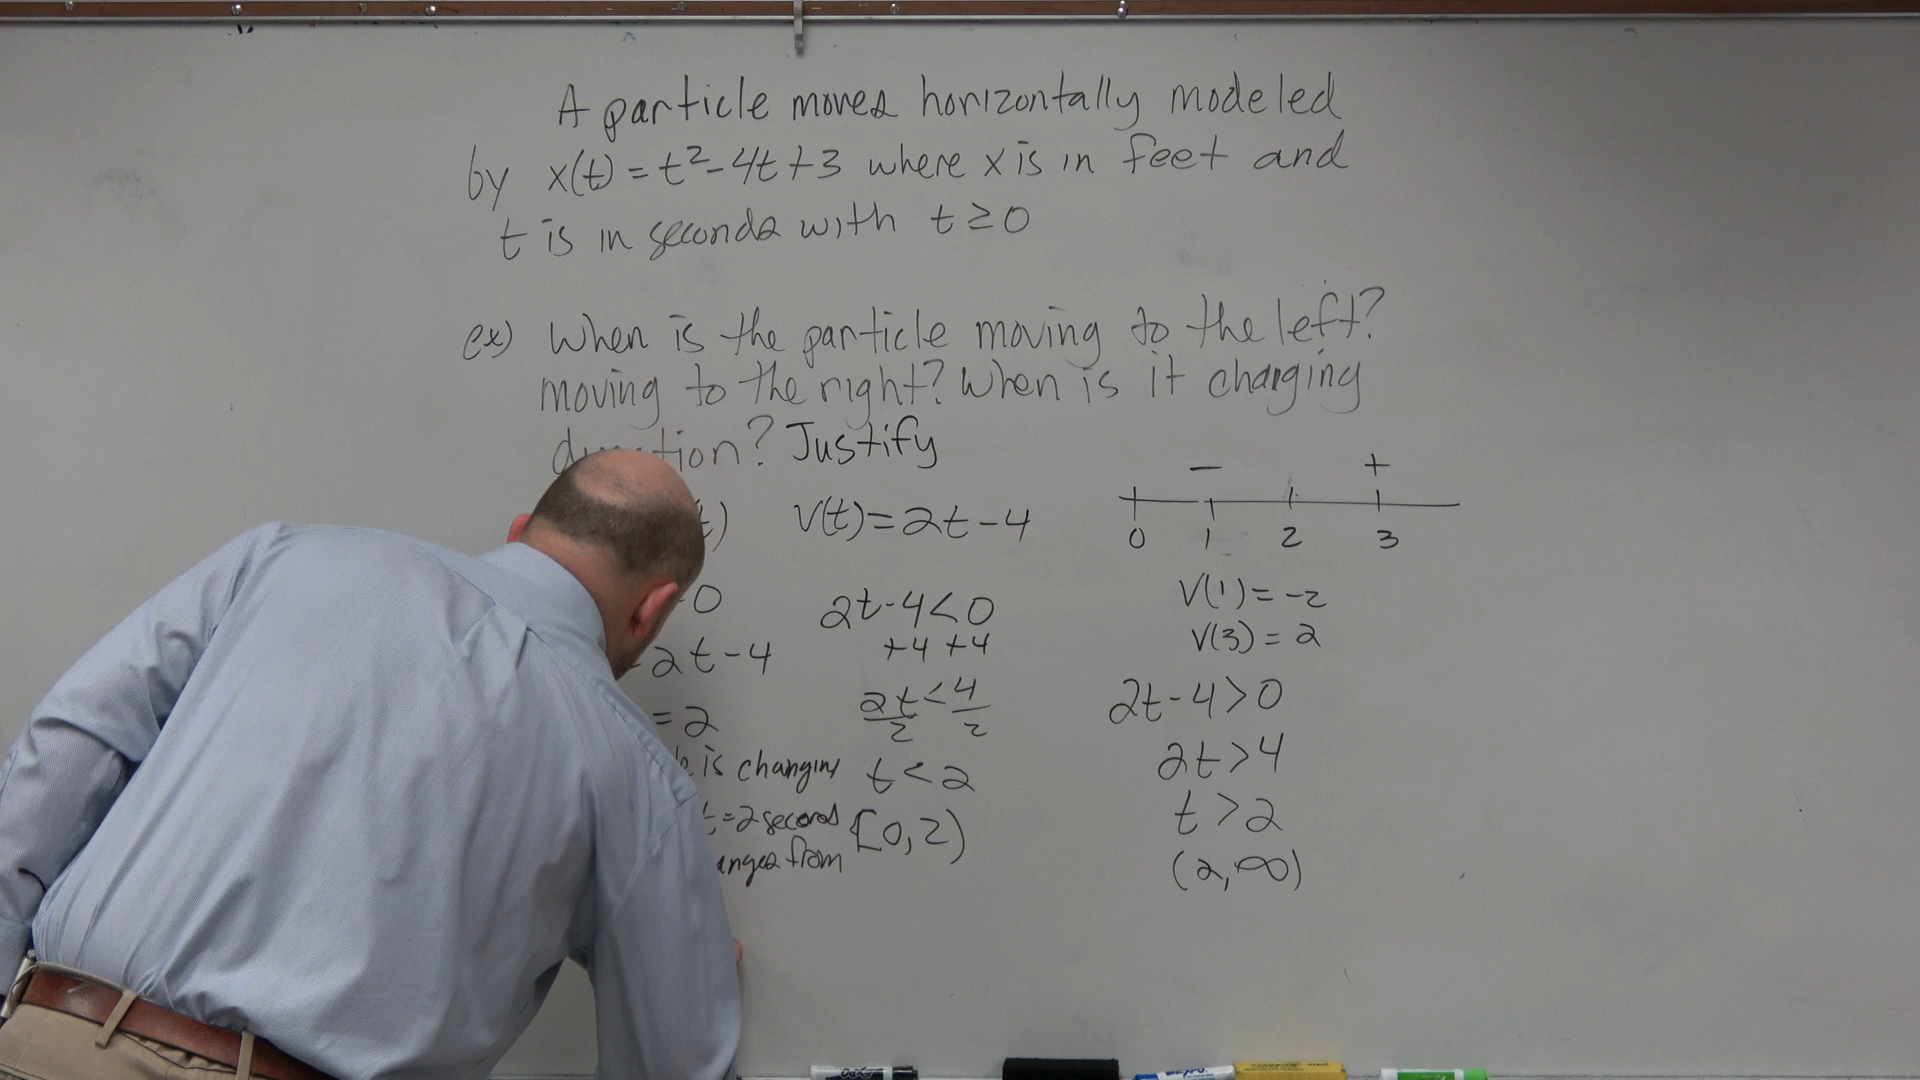 A particle moves horizontally modeled
by x(t) = t²-4t+3 where x is in feet and
t is in seconds with t ≥ 0
ex) When is the particle moving to the left?
moving to the right? When is it changing
direction? Justify
v(t) = 2t-4
- +
0 1 2 3
v(1) = -2
v(3) = 2
0
2t-4
= 2
is changing
t=2 seconds
from
2t-4<0
+4 +4
2t<4
2 2
t<2
[0,2)
2t-4>0
2t>4
t>2
(2,∞)